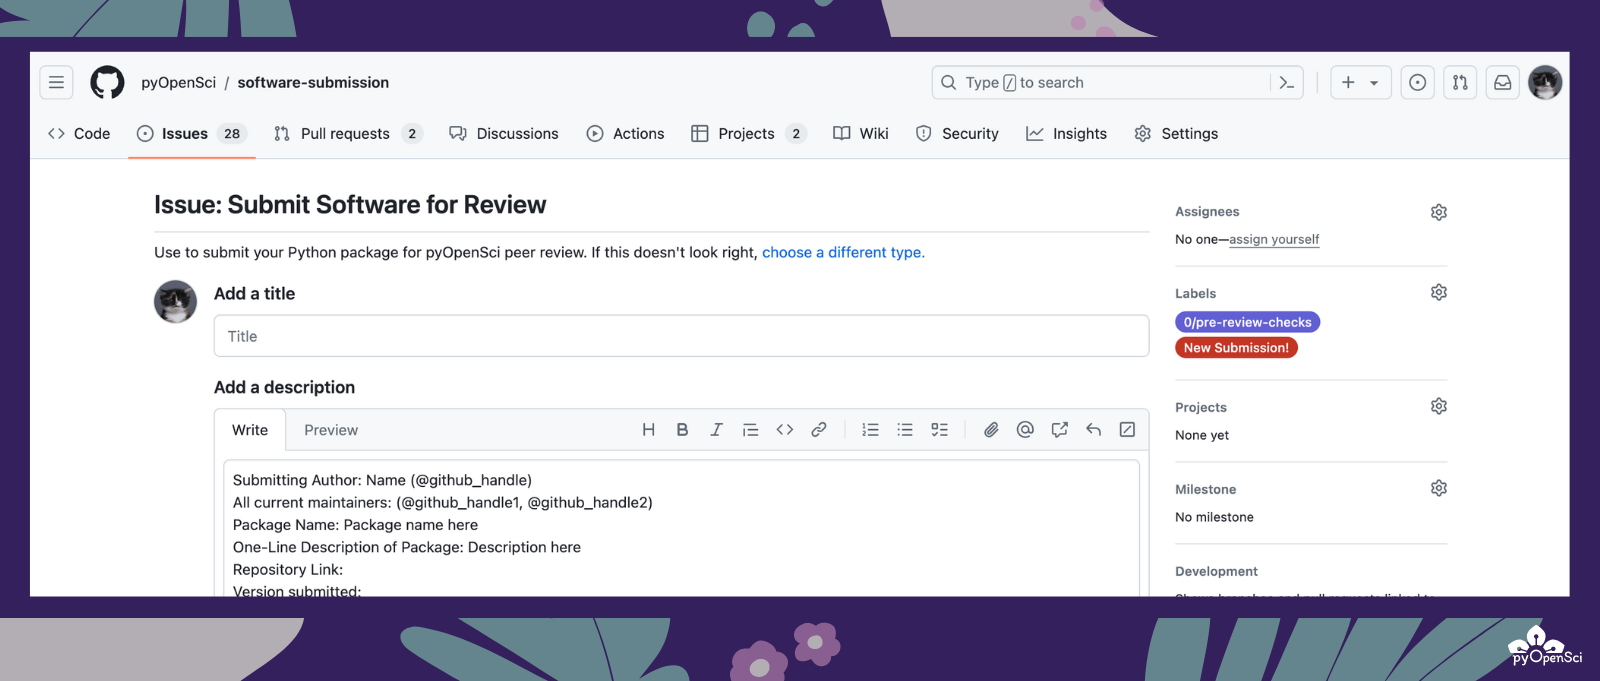 pyOpenSci / software-submission
Type / to search
Code
Issues 28
Pull requests 2
Discussions
Actions
Projects 2
Wiki
Security
Insights
Settings
Issue: Submit Software for Review
Use to submit your Python package for pyOpenSci peer review. If this doesn't look right, choose a different type.
Add a title
Title
Add a description
Write
Preview
Submitting Author: Name (@github_handle)
All current maintainers: (@github_handle1, @github_handle2)
Package Name: Package name here
One-Line Description of Package: Description here
Repository Link:
Version submitted:
Assignees
No one—assign yourself
Labels
0/pre-review-checks
New Submission!
Projects
None yet
Milestone
No milestone
Development
pyOpenSci